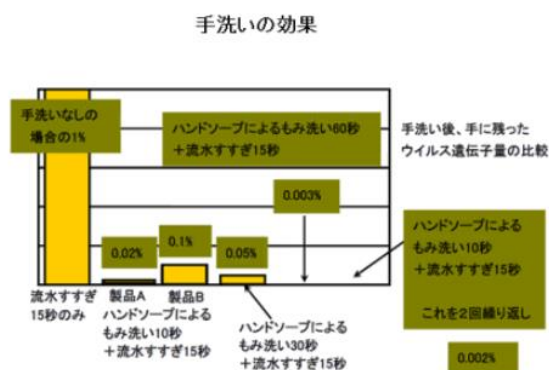 手洗いの効果
手洗いなしの
場合の1%
ハンドソープによるもみ洗い60秒
+流水すすぎ15秒
手洗い後、手に残った
ウイルス遺伝子量の比較
0.003%
0.02%
0.1%
0.05%
ハンドソープによる
もみ洗い10秒
+流水すすぎ15秒
これを2回繰り返し
0.002%
流水すすぎ
15秒のみ
製品A
製品B
ハンドソープによる
もみ洗い10秒
+流水すすぎ15秒
ハンドソープによる
もみ洗い30秒
+流水すすぎ15秒